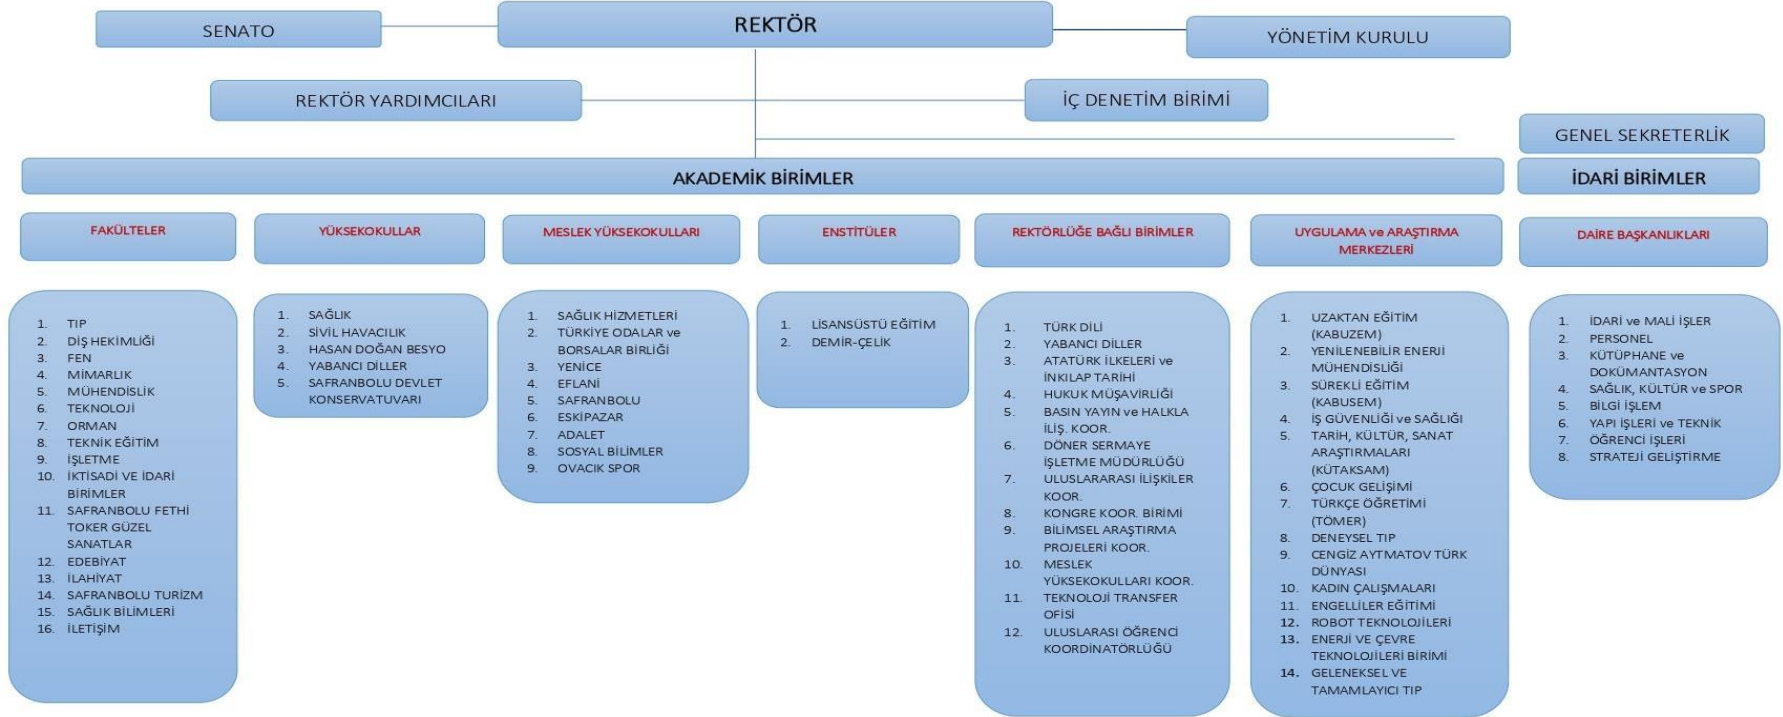 SENATO
REKTÖR
YÖNETİM KURULU
REKTÖR YARDIMCILARI
İÇ DENETİM BİRİMİ
GENEL SEKRETERLİK
AKADEMİK BİRİMLER
İDARİ BİRİMLER
FAKÜLTELER
YÜKSEKOKULLAR
MESLEK YÜKSEKOKULLARI
ENSTİTÜLER
REKTÖRLÜĞE BAĞLI BİRİMLER
UYGULAMA ve ARAŞTIRMA
MERKEZLERİ
DAİRE BAŞKANLIKLARI
1. TIP
2. DİŞ HEKİMLİĞİ
3. FEN
4. MİMARLIK
5. MÜHENDİSLİK
6. TEKNOLOJİ
7. ORMAN
8. TEKNİK EĞİTİM
9. İŞLETME
10. İKTİSADİ VE İDARİ
BİRİMLER
11. SAFRANBOLU FETHİ
TOKER GÜZEL
SANATLAR
12. EDEBİYAT
13. İLAHİYAT
14. SAFRANBOLU TURİZM
15. SAĞLIK BİLİMLERİ
16. İLETİŞİM
1. SAĞLIK
2. SİVİL HAVACILIK
3. HASAN DOĞAN BESYO
4. YABANCI DİLLER
5. SAFRANBOLU DEVLET
KONSERVATUVARI
1. SAĞLIK HİZMETLERİ
2. TÜRKİYE ODALAR ve
BORSALAR BİRLİĞİ
3. YENİCE
4. EFLANİ
5. SAFRANBOLU
6. ESKİPAZAR
7. ADALET
8. SOSYAL BİLİMLER
9. OVACIK SPOR
1. LİSANSÜSTÜ EĞİTİM
2. DEMİR-ÇELİK
1. TÜRK DİLİ
2. YABANCI DİLLER
3. ATATÜRK İLKELERİ ve
İNKILAP TARİHİ
4. HUKUK MÜŞAVİRLİĞİ
5. BASIN YAYIN ve HALKLA
İLİŞ. KOOR.
6. DÖNER SERMAYE
İŞLETME MÜDÜRLÜĞÜ
7. ULUSLARARASI İLİŞKİLER
KOOR.
8. KONGRE KOOR. BİRİMİ
9. BİLİMSEL ARAŞTIRMA
PROJELERİ KOOR.
10. MESLEK
YÜKSEKOKULLARI KOOR.
11. TEKNOLOJİ TRANSFER
OFİSİ
12. ULUSLARASI ÖĞRENCİ
KOORDİNATÖRLÜĞÜ
1. UZAKTAN EĞİTİM
(KABUZEM)
2. YENİLENEBİLİR ENERJİ
MÜHENDİSLİĞİ
3. SÜREKLİ EĞİTİM
(KABUSEM)
4. İŞ GÜVENLİĞİ ve SAĞLIĞI
5. TARİH, KÜLTÜR, SANAT
ARAŞTIRMALARI
(KÜTAKSAM)
6. ÇOCUK GELİŞİMİ
7. TÜRKÇE ÖĞRETİMİ
(TÖMER)
8. DENEYSEL TIP
9. CENGİZ AYTMATOV TÜRK
DÜNYASI
10. KADIN ÇALIŞMALARI
11. ENGELLİLER EĞİTİMİ
12. ROBOT TEKNOLOJİLERİ
13. ENERJİ VE ÇEVRE
TEKNOLOJİLERİ BİRİMİ
14. GELENEKSEL VE
TAMAMLAYICI TIP
1. İDARİ ve MALİ İŞLER
2. PERSONEL
3. KÜTÜPHANE ve
DOKÜMANTASYON
4. SAĞLIK, KÜLTÜR ve SPOR
5. BİLGİ İŞLEM
6. YAPI İŞLERİ ve TEKNİK
7. ÖĞRENCİ İŞLERİ
8. STRATEJİ GELİŞTİRME